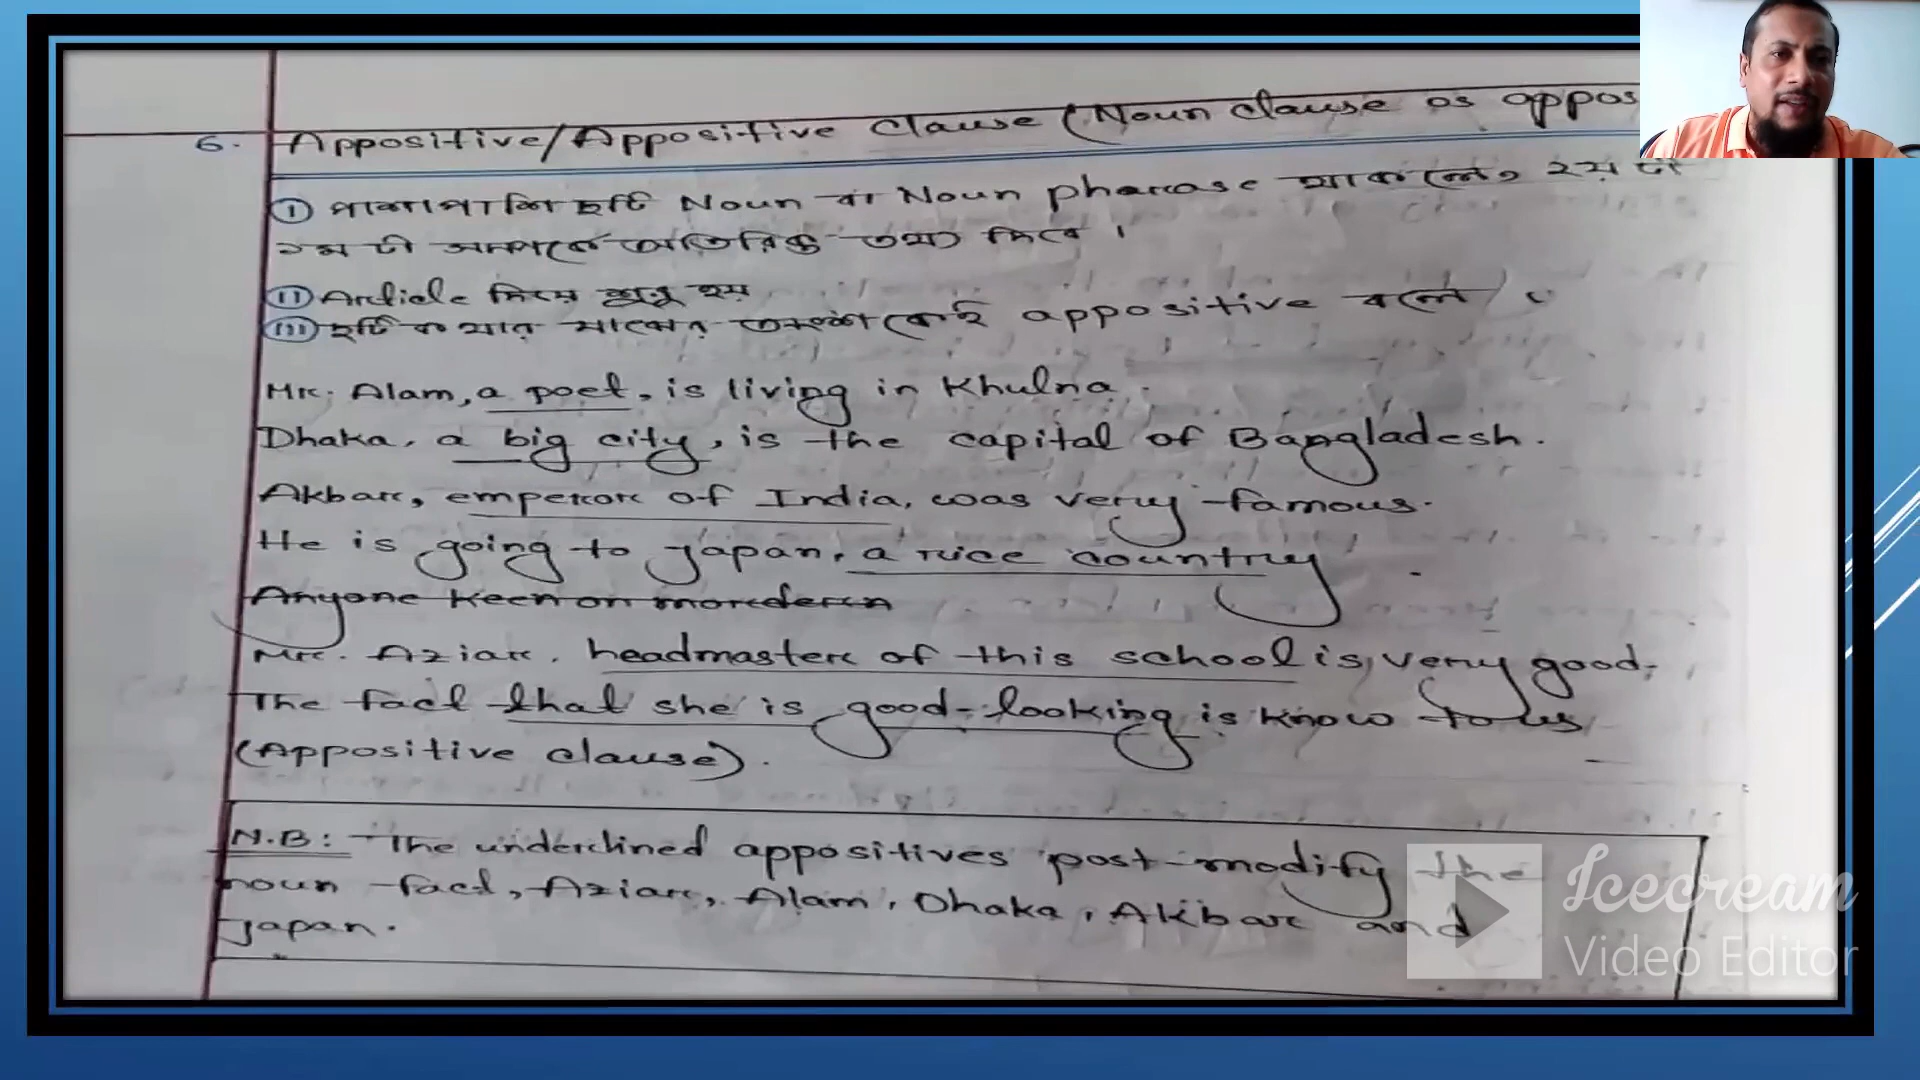 6. Appositive/Appositive Clause (Noun clause as appos
① পাশাপাশি দুটি Noun বা Noun pharase থাকলে, ২য় টা
১ম টা সম্পর্কে অতিরিক্ত তথ্য দিবে ।
② Article দিয়ে শুরু হয়
③ দুটি কমার মাঝের অংশকেই appositive বলে ।
Mr. Alam, a poet, is living in Khulna.
Dhaka, a big city, is the capital of Bangladesh.
Akbar, emperor of India, was very famous.
He is going to Japan, a nice country.
Anyone keen on
Mr. Aziar, headmaster of this school is, very good.
The fact that she is good-looking is know to us
(Appositive clause).
N.B: The underlined appositives post-modify the
noun fact, Aziar, Alam, Dhaka, Akbar and
Japan.
Icecream
Video Editor